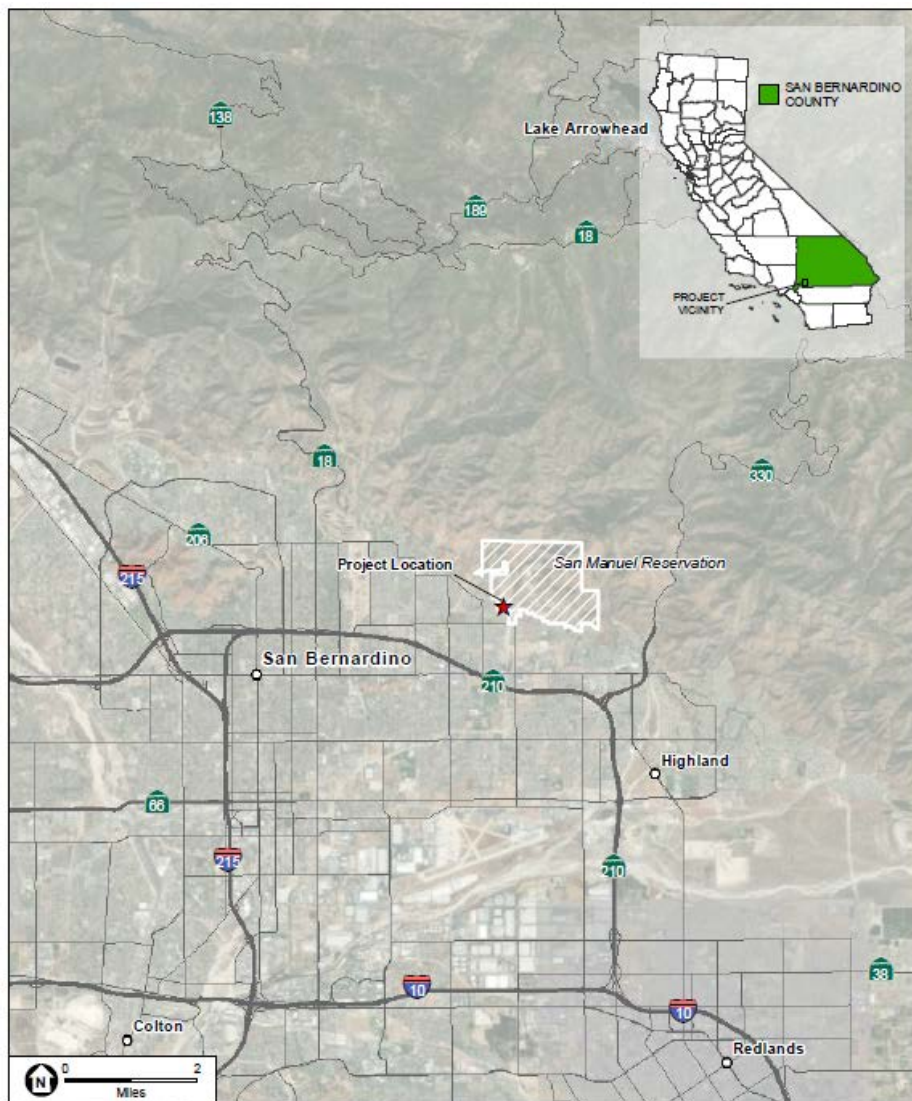 SAN BERNARDINO
COUNTY
138
Lake Arrowhead
189
18
PROJECT
VICINITY
18
330
206
Project Location
San Manuel Reservation
215
San Bernardino
210
Highland
66
215
210
38
10
10
Colton
Redlands
N
0 2
Miles